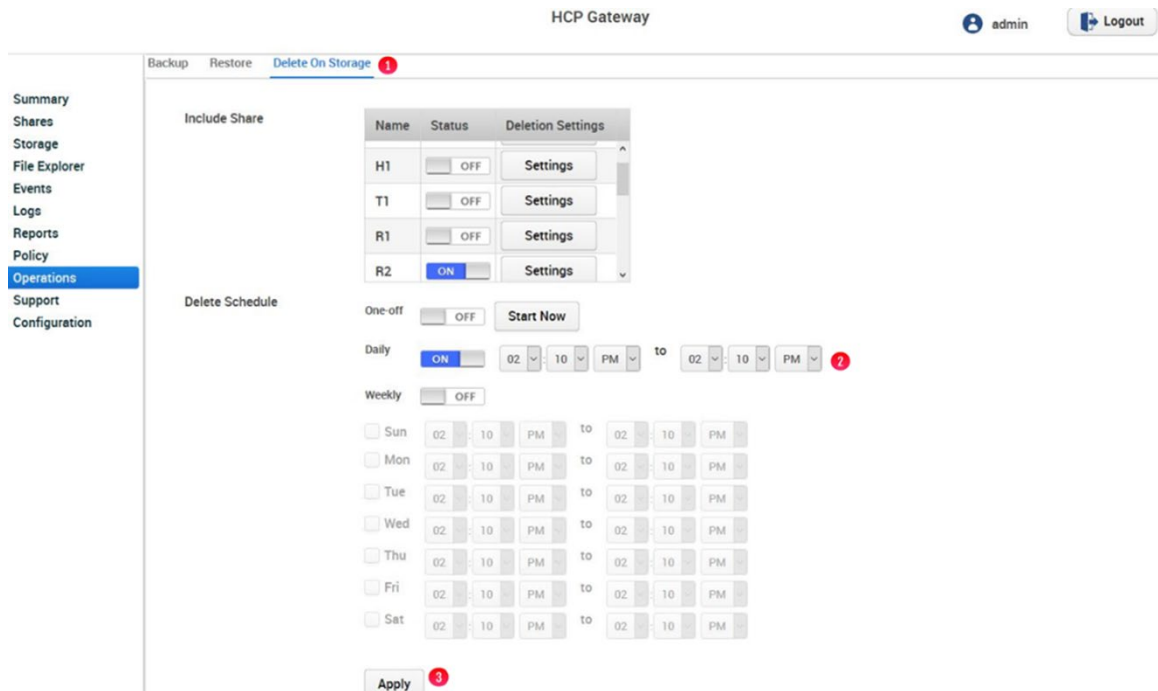 HCP Gateway
admin
Logout
Backup Restore Delete On Storage 1
Summary
Shares
Storage
File Explorer
Events
Logs
Reports
Policy
Operations
Support
Configuration
Include Share
Name Status Deletion Settings
H1 OFF Settings
T1 OFF Settings
R1 OFF Settings
R2 ON Settings
Delete Schedule
One-off OFF Start Now
Daily ON 02 : 10 PM to 02 : 10 PM 2
Weekly OFF
Sun 02 : 10 PM to 02 : 10 PM
Mon 02 : 10 PM to 02 : 10 PM
Tue 02 : 10 PM to 02 : 10 PM
Wed 02 : 10 PM to 02 : 10 PM
Thu 02 : 10 PM to 02 : 10 PM
Fri 02 : 10 PM to 02 : 10 PM
Sat 02 : 10 PM to 02 : 10 PM
Apply 3